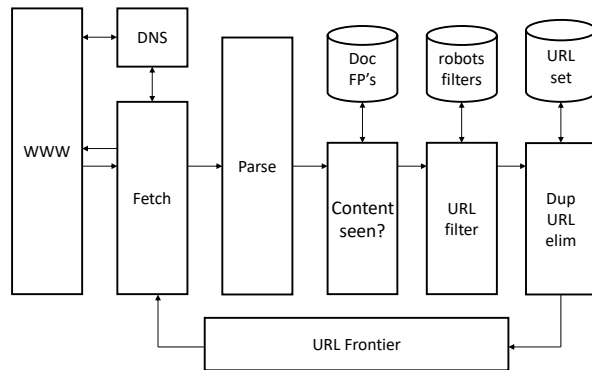 DNS
Doc
FP's
robots
filters
URL
set
WWW
Fetch
Parse
Content
seen?
URL
filter
Dup
URL
elim
URL Frontier